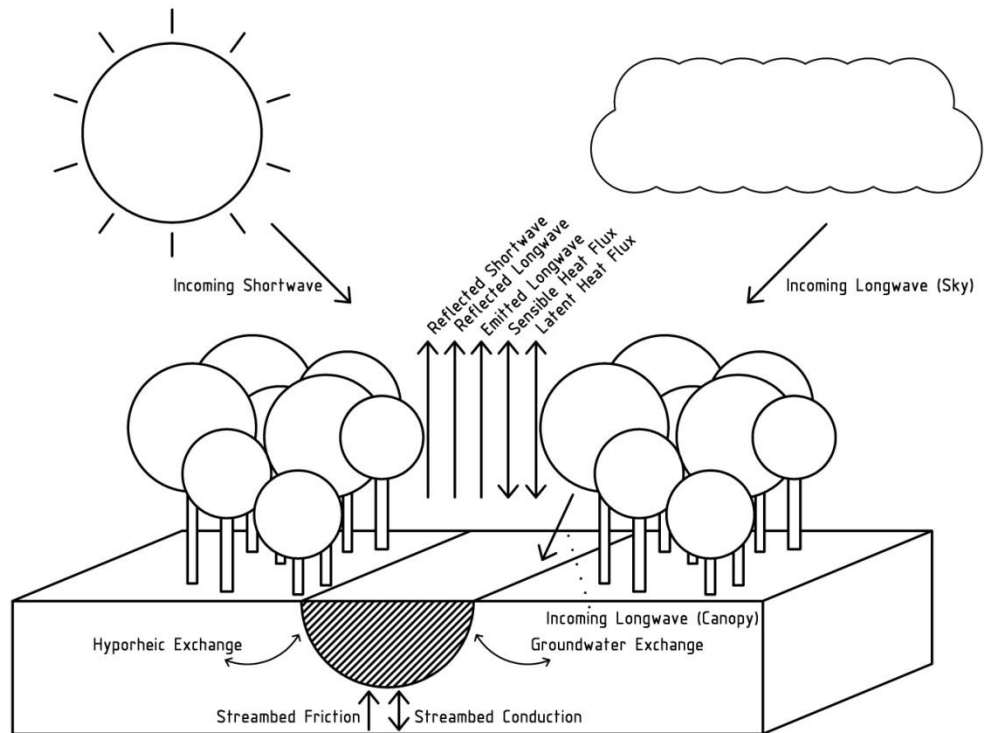 Incoming Shortwave
Reflected Shortwave
Reflected Longwave
Emitted Longwave
Sensible Heat Flux
Latent Heat Flux
Incoming Longwave (Sky)
Incoming Longwave (Canopy)
Hyporheic Exchange
Groundwater Exchange
Streambed Friction
Streambed Conduction